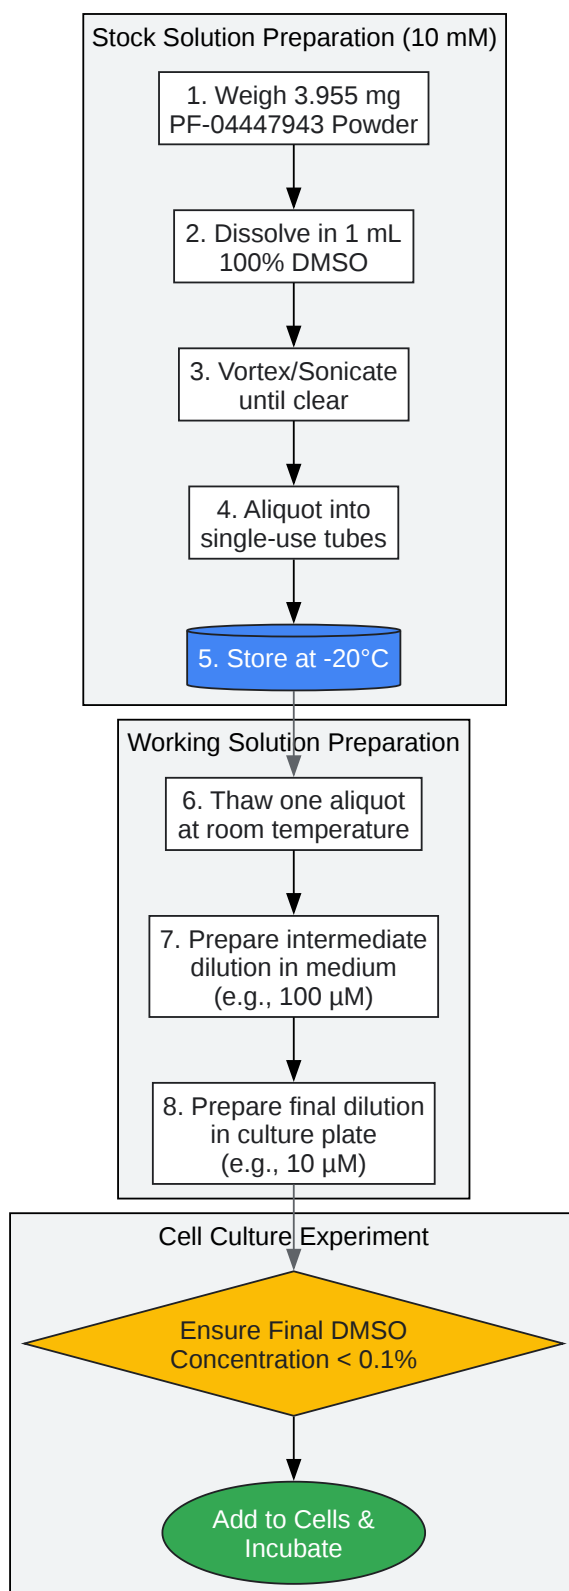 Stock Solution Preparation (10 mM)
1. Weigh 3.955 mg
PF-04447943 Powder
2. Dissolve in 1 mL
100% DMSO
3. Vortex/Sonicate
until clear
4. Aliquot into
single-use tubes
5. Store at -20°C
Working Solution Preparation
6. Thaw one aliquot
at room temperature
7. Prepare intermediate
dilution in medium
(e.g., 100 µM)
8. Prepare final dilution
in culture plate
(e.g., 10 µM)
Cell Culture Experiment
Ensure Final DMSO
Concentration < 0.1%
Add to Cells &
Incubate